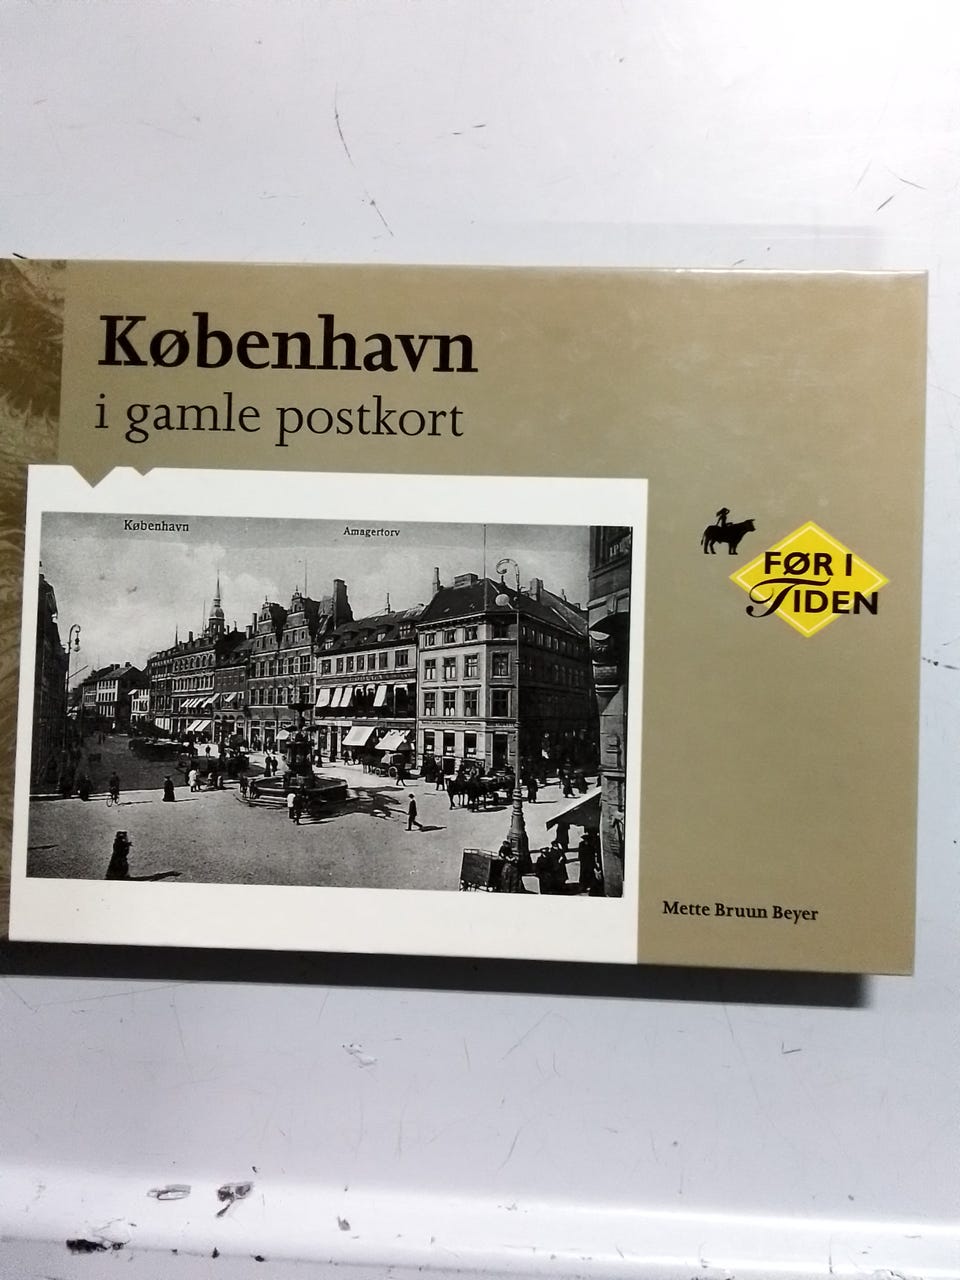 København
i gamle postkort
København
Amagertorv
FØR I
TIDEN
Mette Bruun Beyer